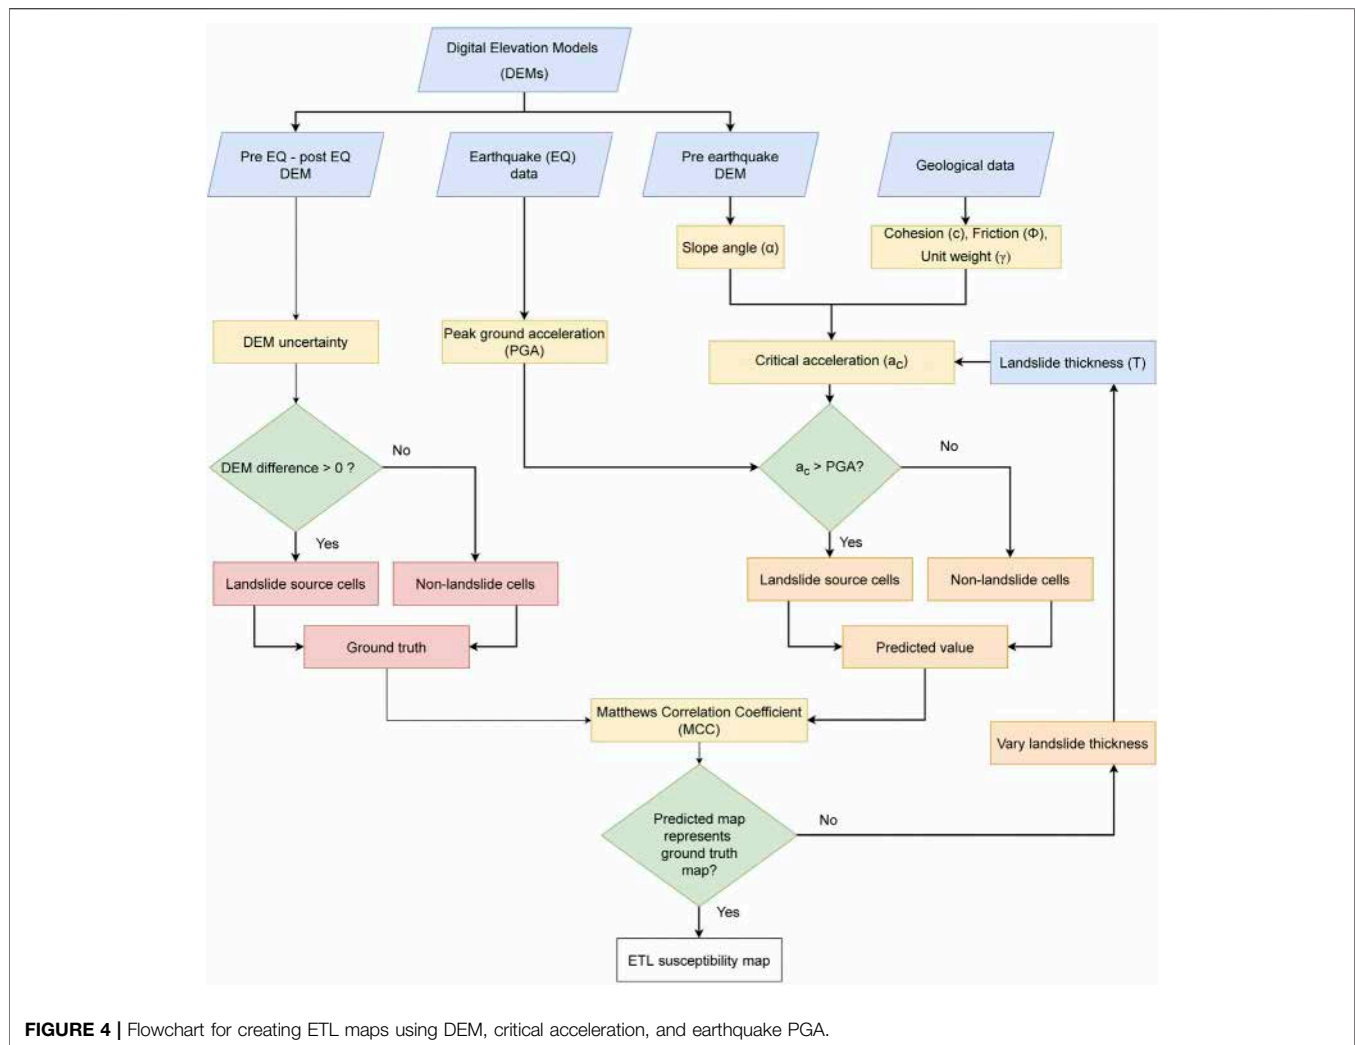 Digital Elevation Models
(DEMs)
Pre EQ - post EQ
DEM
Earthquake (EQ)
data
Pre earthquake
DEM
Geological data
Slope angle (α)
Cohesion (c), Friction (Φ),
Unit weight (γ)
DEM uncertainty
Peak ground acceleration
(PGA)
Critical acceleration (ac)
Landslide thickness (T)
DEM difference > 0 ?
No
Yes
ac > PGA?
No
Yes
Landslide source cells
Non-landslide cells
Landslide source cells
Non-landslide cells
Ground truth
Predicted value
Matthews Correlation Coefficient
(MCC)
Vary landslide thickness
Predicted map
represents
ground truth
map?
No
Yes
ETL susceptibility map
FIGURE 4 | Flowchart for creating ETL maps using DEM, critical acceleration, and earthquake PGA.